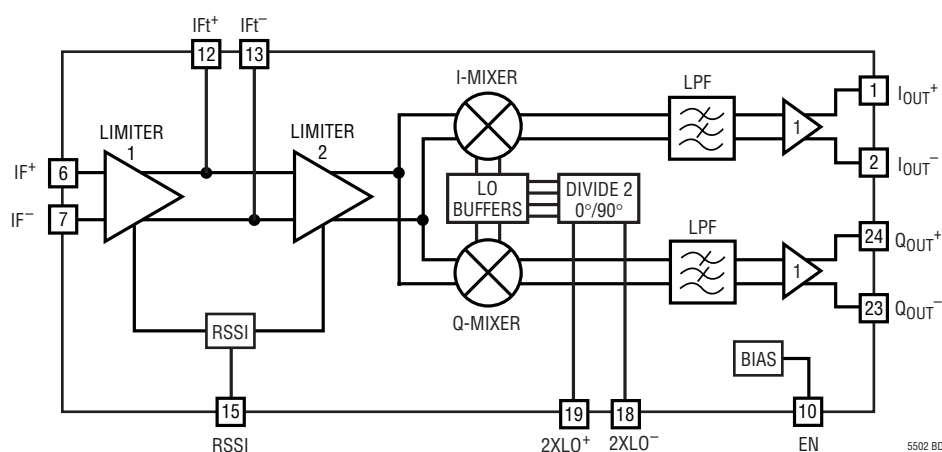 IFt+
IFt−
12
13
I-MIXER
LPF
1
IOUT+
LIMITER
1
LIMITER
2
1
IF+
6
2
IOUT−
LO
BUFFERS
DIVIDE 2
0°/90°
IF−
7
LPF
24
QOUT+
1
Q-MIXER
23
QOUT−
RSSI
BIAS
15
19
18
10
RSSI
2XLO+
2XLO−
EN
5502 BD